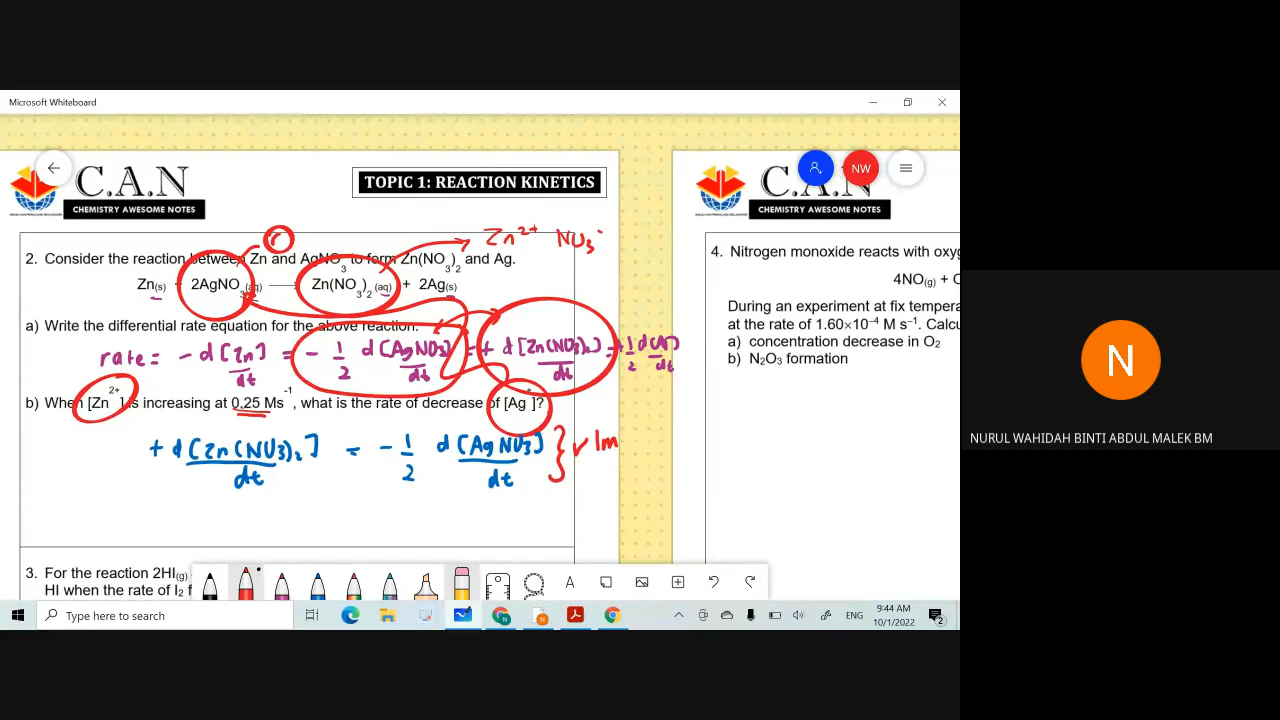 Microsoft Whiteboard
C.A.N
CHEMISTRY AWESOME NOTES
TOPIC 1: REACTION KINETICS
NW
C.A.N
CHEMISTRY AWESOME NOTES
r
Zn²⁺ NO₃⁻
2. Consider the reaction between Zn and AgNO₃ to form Zn(NO₃)₂ and Ag.
Zn(s) + 2AgNO₃(aq) → Zn(NO₃)₂ (aq) + 2Ag(s)
a) Write the differential rate equation for the above reaction.
rate = - d[Zn]/dt = - 1/2 d[AgNO₃]/dt = + d[Zn(NO₃)₂]/dt = + 1/2 d[Ag]/dt
b) When [Zn²⁺] is increasing at 0.25 Ms⁻¹, what is the rate of decrease of [Ag⁺]?
+ d[Zn(NO₃)₂]/dt = - 1/2 d[AgNO₃]/dt } ✓ 1m
3. For the reaction 2HI(g)
HI when the rate of I₂ f
4. Nitrogen monoxide reacts with oxy
4NO(g) + O
During an experiment at fix tempera
at the rate of 1.60×10⁻⁴ M s⁻¹. Calcu
a) concentration decrease in O₂
b) N₂O₃ formation
N
NURUL WAHIDAH BINTI ABDUL MALEK BM
A
Type here to search
ENG
9:44 AM
10/1/2022
2